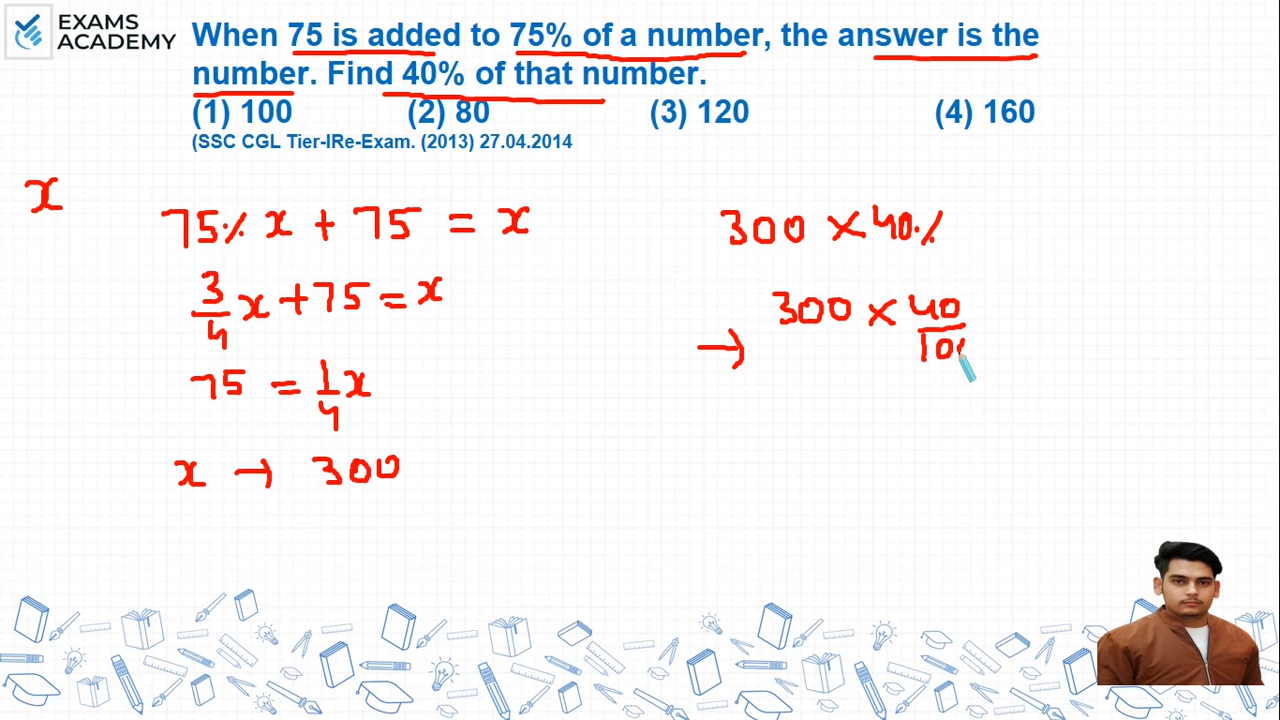 EXAMS
ACADEMY
When 75 is added to 75% of a number, the answer is the
number. Find 40% of that number.
(1) 100 (2) 80 (3) 120 (4) 160
(SSC CGL Tier-IRe-Exam. (2013) 27.04.2014
x
75% x + 75 = x
3/4 x + 75 = x
75 = 1/4 x
x → 300
300 × 40%
→ 300 × 40/100